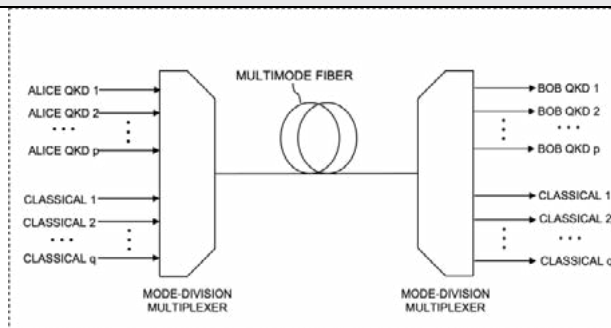 MULTIMODE FIBER
ALICE QKD 1
ALICE QKD 2
ALICE QKD p
CLASSICAL 1
CLASSICAL 2
CLASSICAL q
BOB QKD 1
BOB QKD 2
BOB QKD p
CLASSICAL 1
CLASSICAL 2
CLASSICAL q
MODE-DIVISION
MULTIPLEXER
MODE-DIVISION
MULTIPLEXER